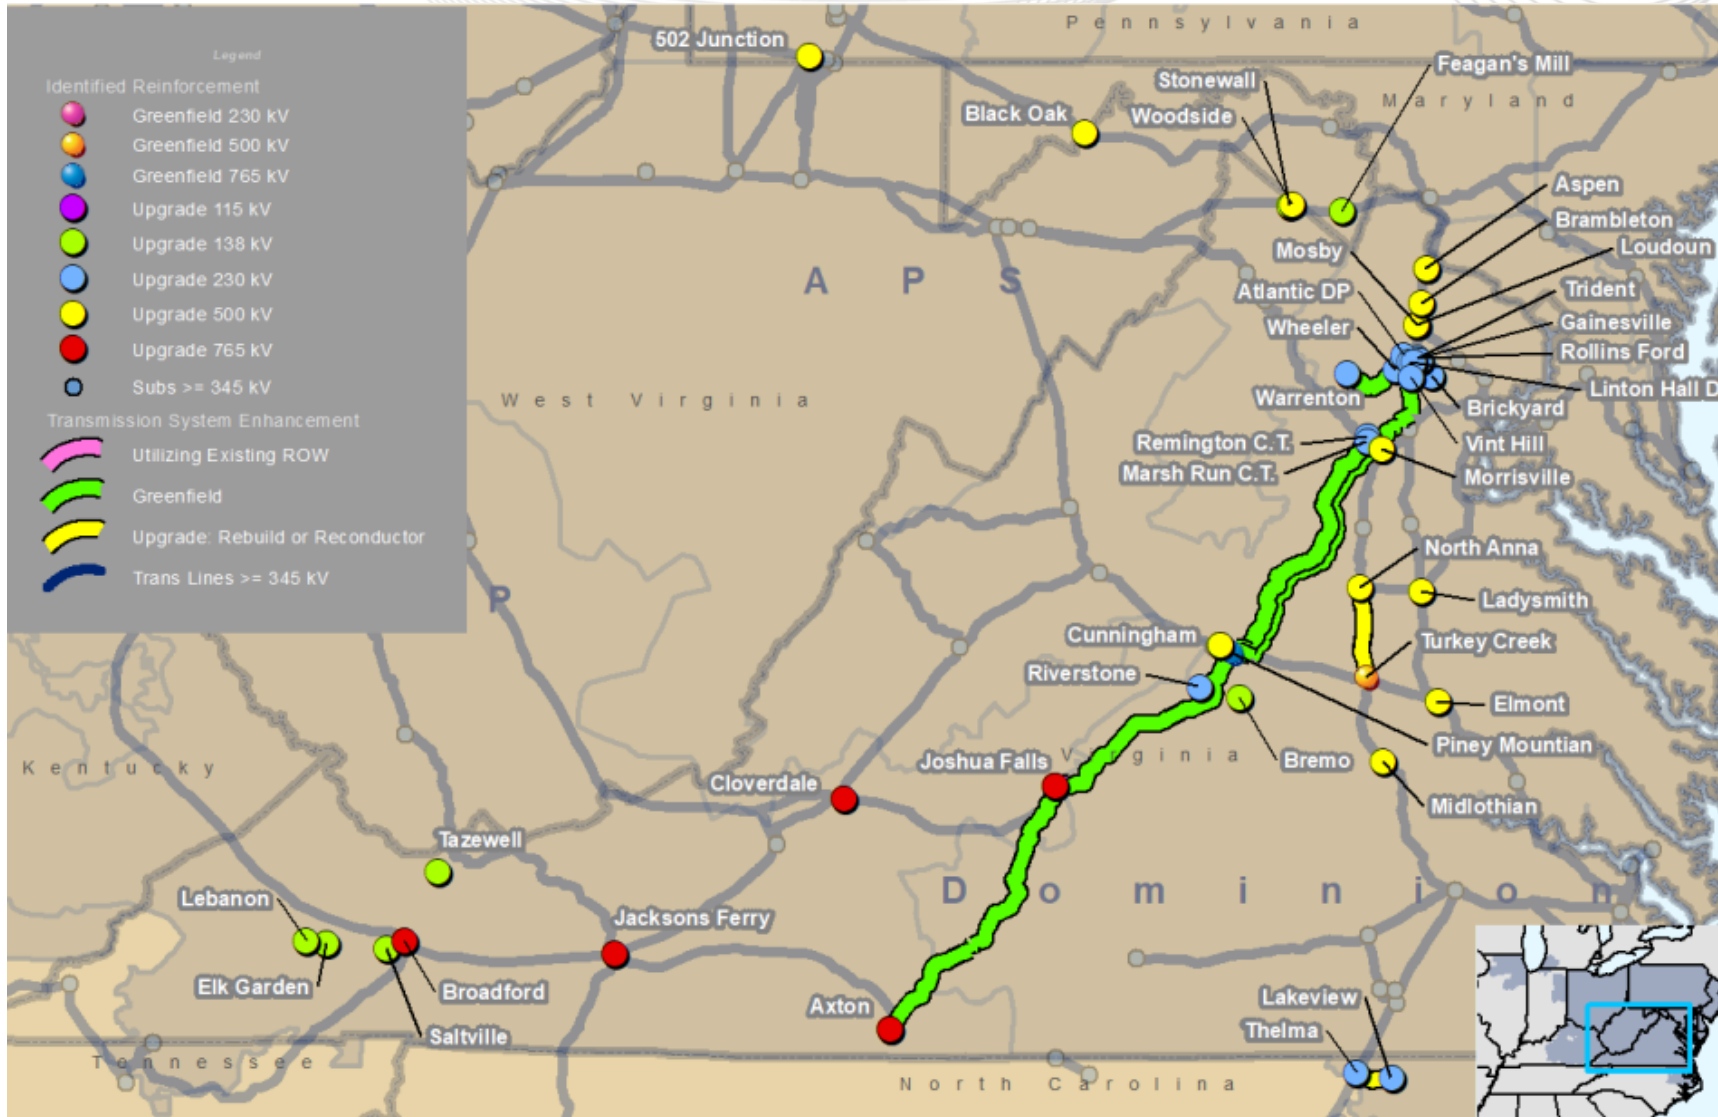 Legend
Identified Reinforcement
Greenfield 230 kV
Greenfield 500 kV
Greenfield 765 kV
Upgrade 115 kV
Upgrade 138 kV
Upgrade 230 kV
Upgrade 500 kV
Upgrade 765 kV
Subs >= 345 kV
Transmission System Enhancement
Utilizing Existing ROW
Greenfield
Upgrade: Rebuild or Reconductor
Trans Lines >= 345 kV
Pennsylvania
502 Junction
Feagan's Mill
Stonewall
Maryland
Black Oak
Woodside
Aspen
Brambleton
Mosby
Loudoun
APS
Atlantic DP
Trident
Wheeler
Gainesville
Rollins Ford
Linton Hall D
West Virginia
Warrenton
Brickyard
Remington C.T.
Vint Hill
Marsh Run C.T.
Morrisville
North Anna
P
Ladysmith
Cunningham
Turkey Creek
Riverstone
Elmont
Piney Mountian
Virginia
Bremo
Kentucky
Joshua Falls
Cloverdale
Midlothian
Tazewell
Dominion
Lebanon
Jacksons Ferry
Elk Garden
Broadford
Axton
Lakeview
Saltville
Thelma
Tennessee
North Carolina